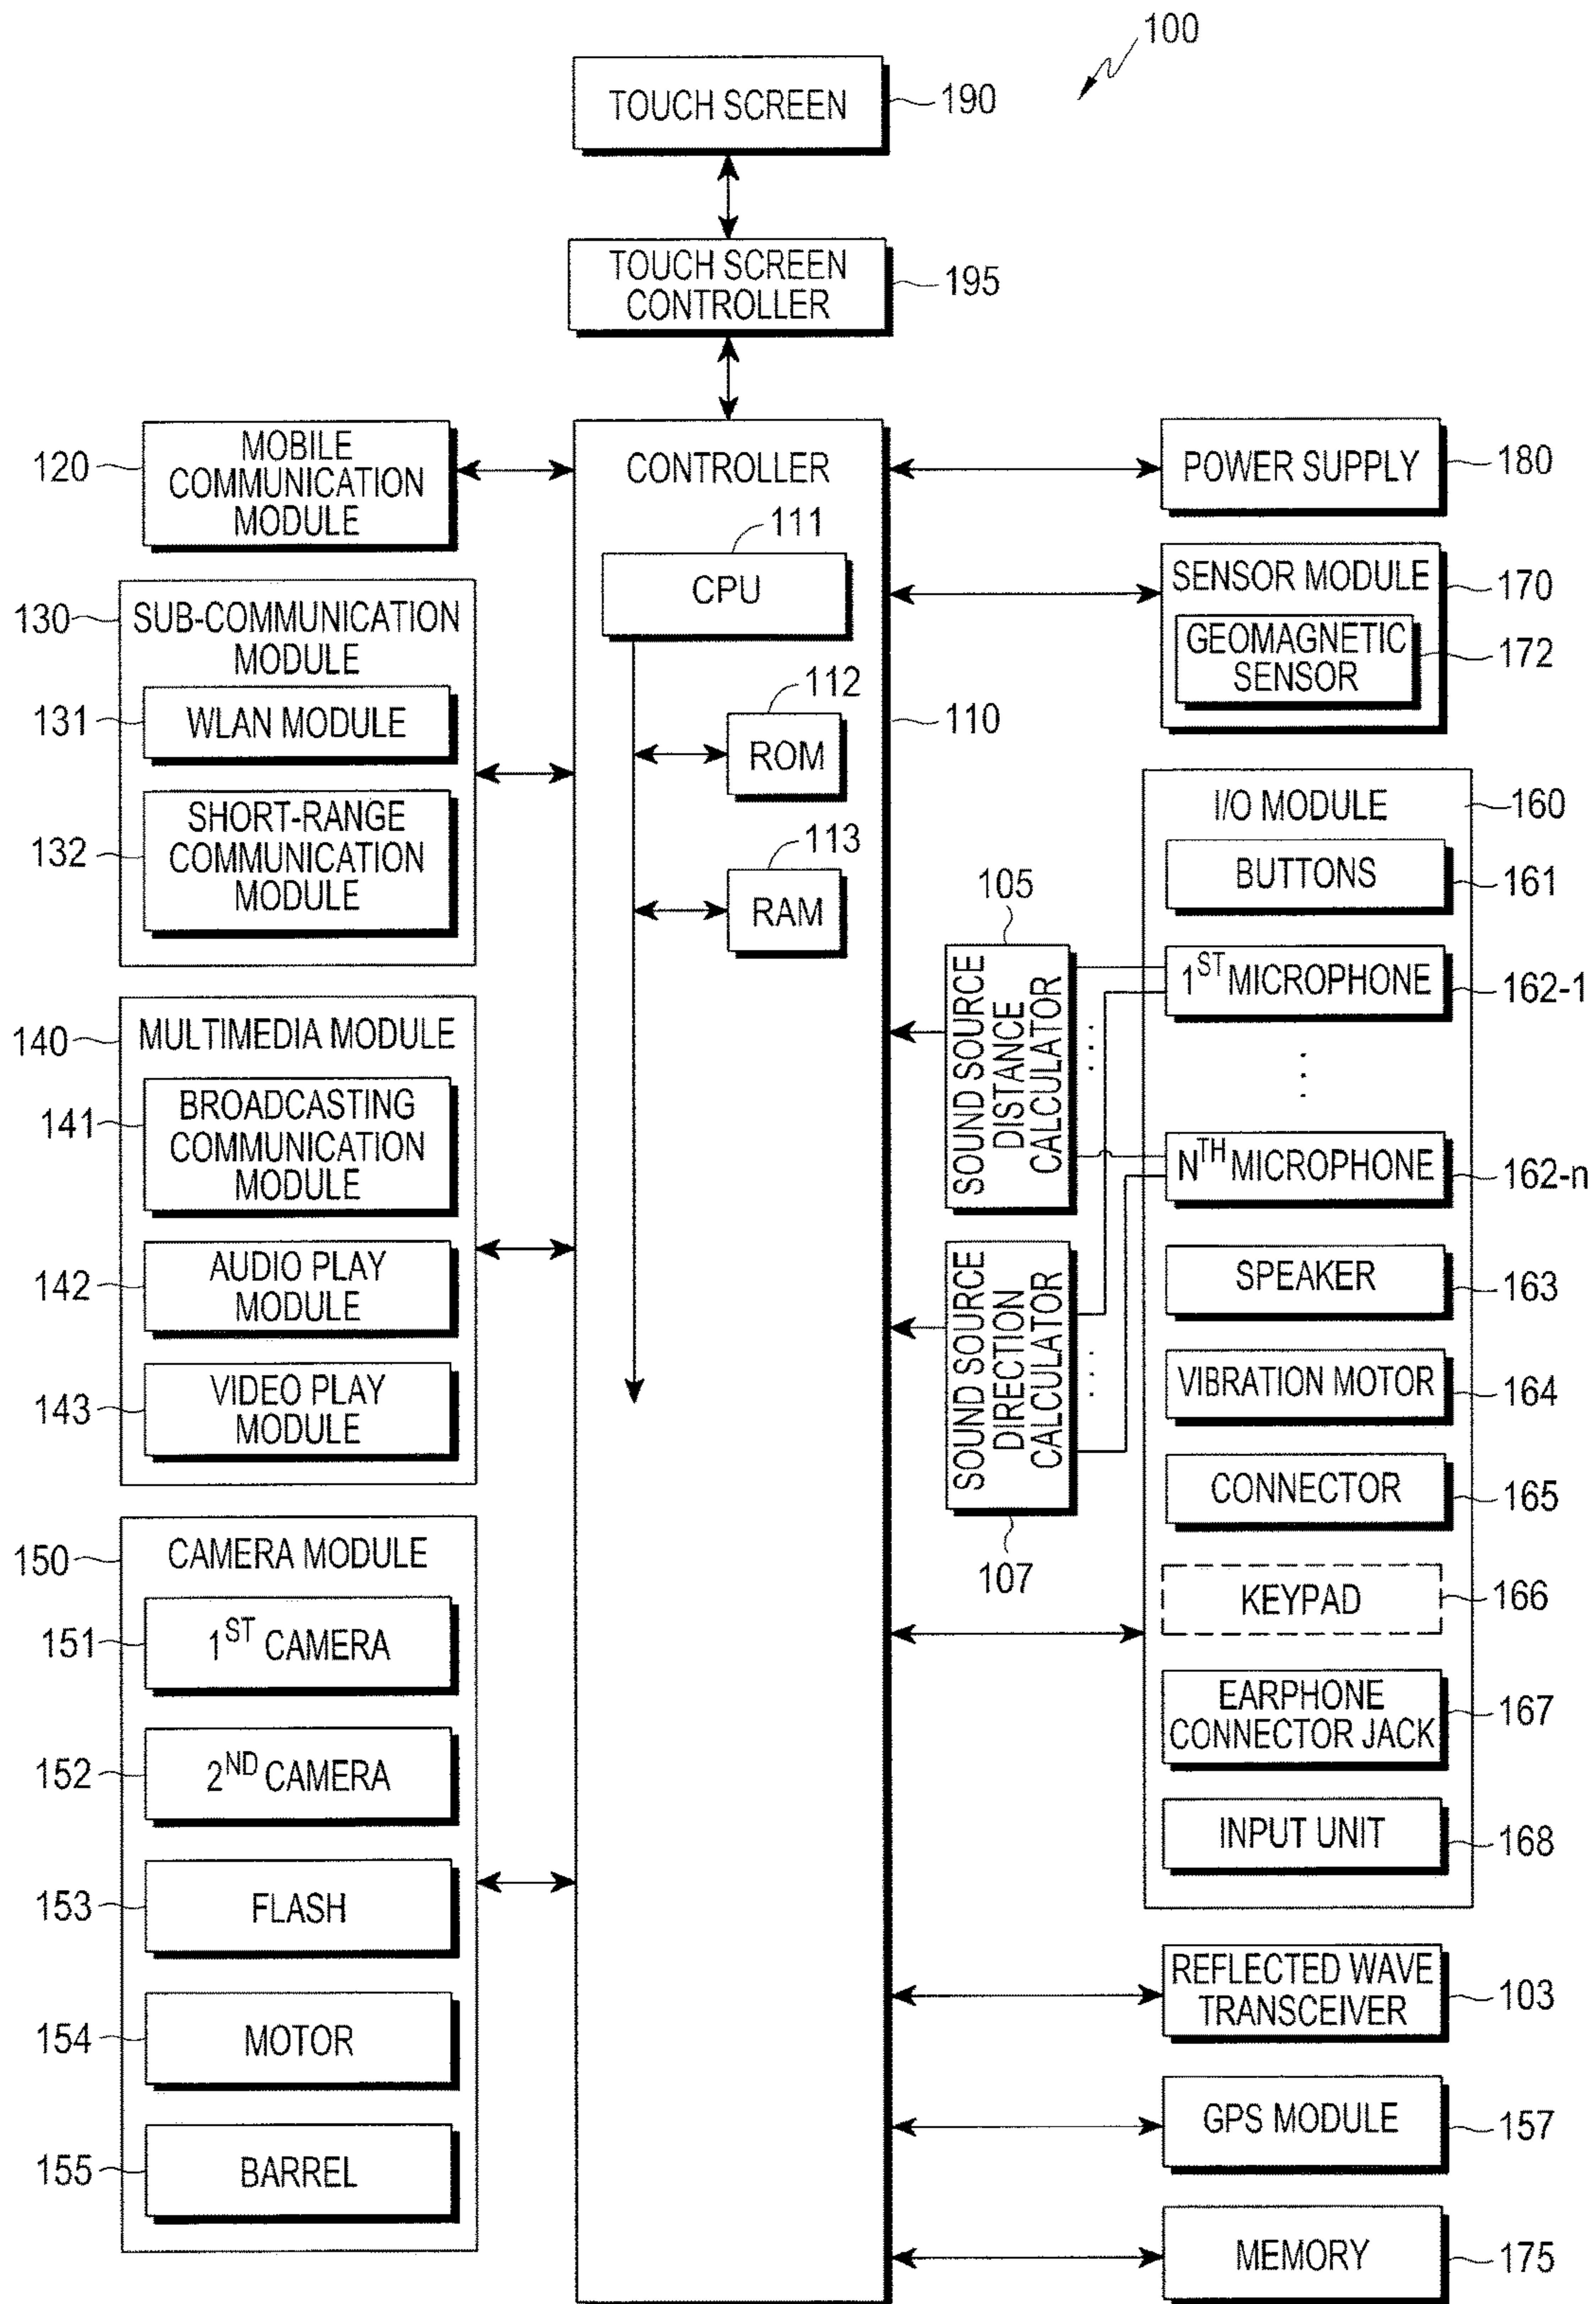 100
TOUCH SCREEN
190
TOUCH SCREEN
CONTROLLER
195
120
MOBILE
COMMUNICATION
MODULE
130
SUB-COMMUNICATION
MODULE
131
WLAN MODULE
132
SHORT-RANGE
COMMUNICATION
MODULE
140
MULTIMEDIA MODULE
141
BROADCASTING
COMMUNICATION
MODULE
142
AUDIO PLAY
MODULE
143
VIDEO PLAY
MODULE
150
CAMERA MODULE
151
1ST CAMERA
152
2ND CAMERA
153
FLASH
154
MOTOR
155
BARREL
CONTROLLER
111
CPU
112
ROM
113
RAM
110
105
SOUND SOURCE
DISTANCE
CALCULATOR
SOUND SOURCE
DIRECTION
CALCULATOR
107
POWER SUPPLY
180
SENSOR MODULE
170
GEOMAGNETIC
SENSOR
172
I/O MODULE
160
BUTTONS
161
1ST MICROPHONE
162-1
NTH MICROPHONE
162-n
SPEAKER
163
VIBRATION MOTOR
164
CONNECTOR
165
KEYPAD
166
EARPHONE
CONNECTOR JACK
167
INPUT UNIT
168
REFLECTED WAVE
TRANSCEIVER
103
GPS MODULE
157
MEMORY
175